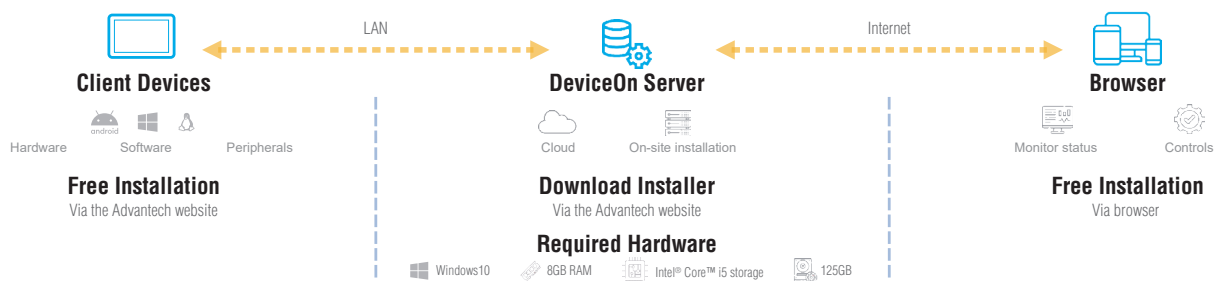 LAN
Internet
Client Devices
DeviceOn Server
Browser
android
Hardware
Software
Peripherals
Cloud
On-site installation
Monitor status
Controls
Free Installation
Via the Advantech website
Download Installer
Via the Advantech website
Free Installation
Via browser
Required Hardware
Windows10
8GB RAM
Intel® Core™ i5 storage
125GB